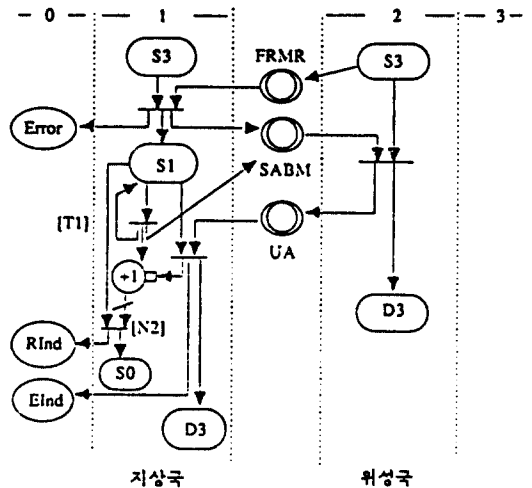 0
1
2
3
S3
FRMR
S3
Error
S1
SABM
[T1]
UA
+1
[N2]
D3
RInd
S0
EInd
D3
지상국
위성국